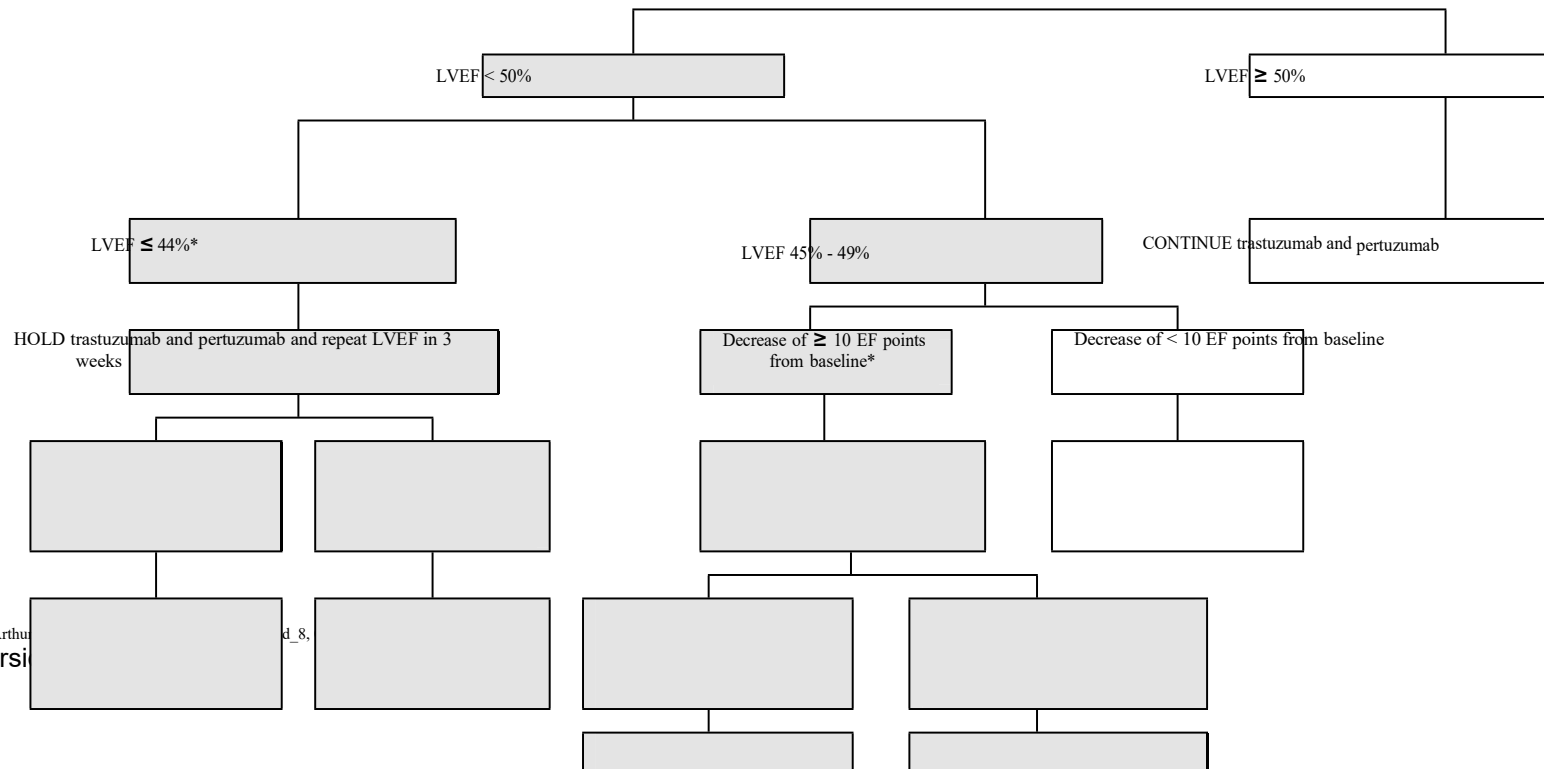 LVEF < 50%
LVEF ≥ 50%
LVEF ≤ 44%*
LVEF 45% - 49%
CONTINUE trastuzumab and pertuzumab
HOLD trastuzumab and pertuzumab and repeat LVEF in 3
weeks
Decrease of ≥ 10 EF points
from baseline*
Decrease of < 10 EF points from baseline
d_8,